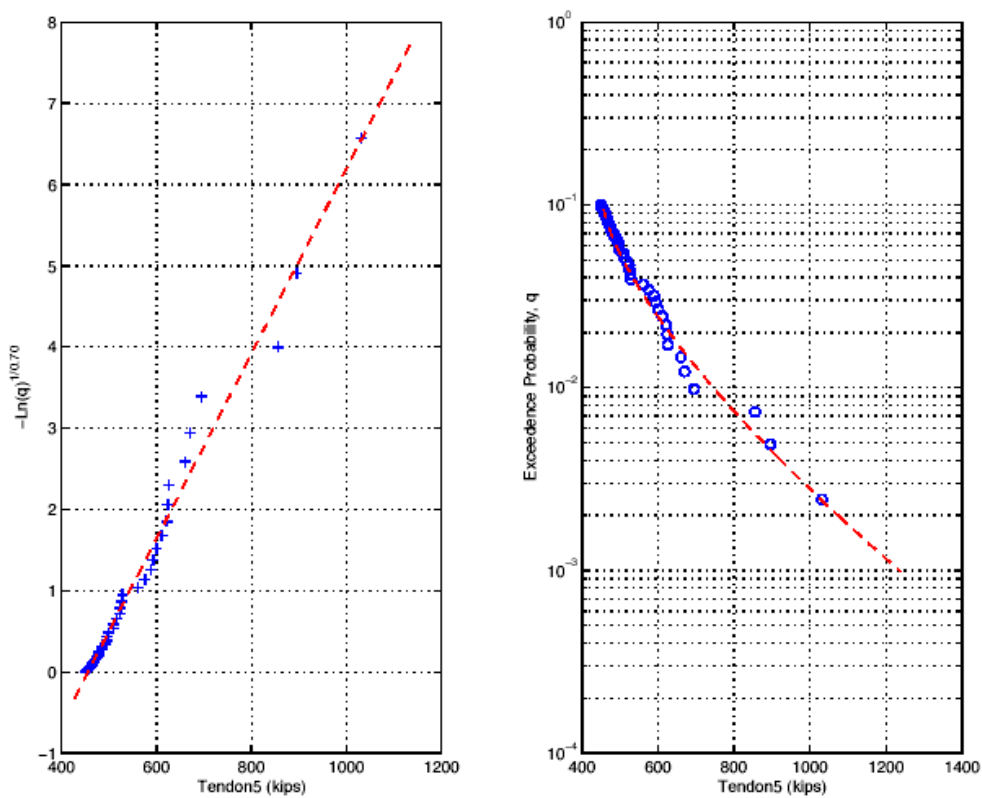 8
7
6
5
4
3
2
1
0
−1
−Ln(q)^1/0.70
400 600 800 1000 1200
Tendon5 (kips)
10^0
10^-1
10^-2
10^-3
10^-4
Exceedence Probability, q
400 600 800 1000 1200 1400
Tendon5 (kips)